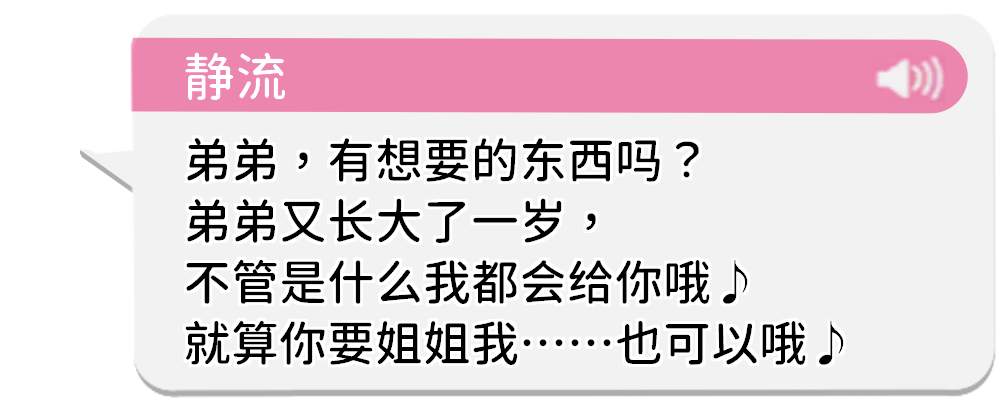 静流
弟弟，有想要的东西吗？
弟弟又长大了一岁，
不管是什么我都会给你哦♪
就算你要姐姐我……也可以哦♪